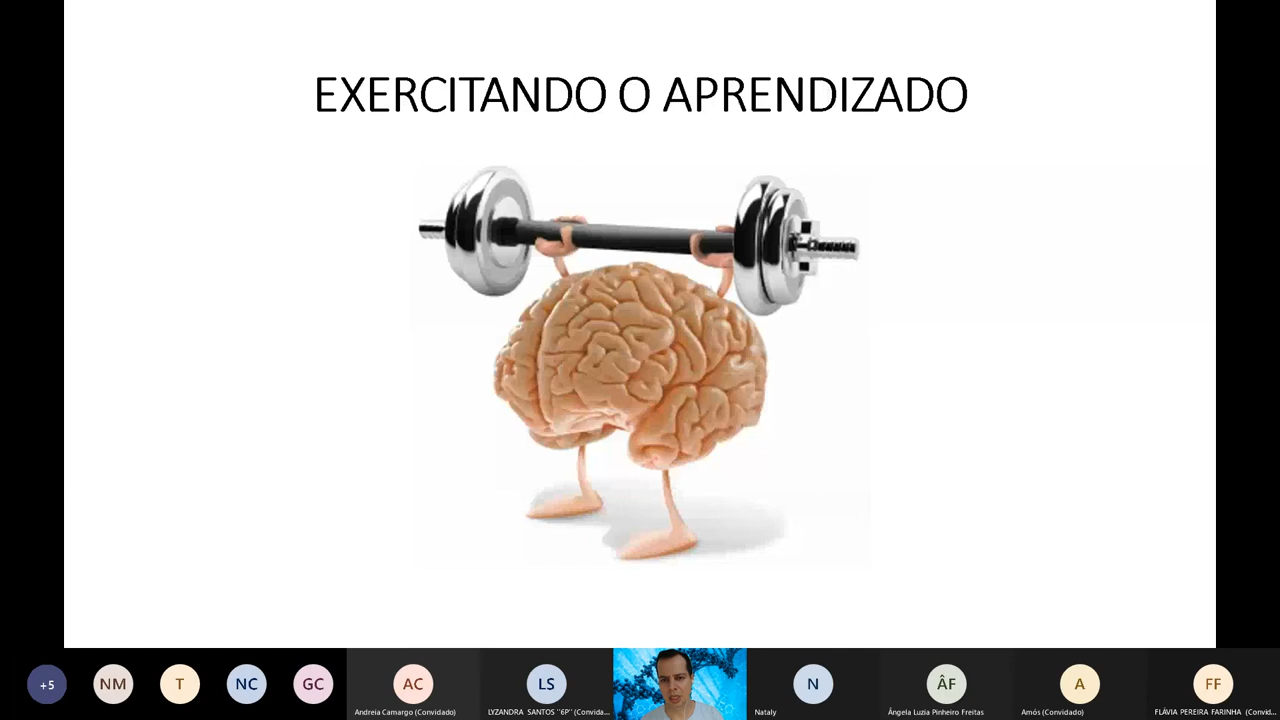 EXERCITANDO O APRENDIZADO
+5
NM
T
NC
GC
AC
Andreia Camargo (Convidado)
LS
LYZANDRA SANTOS "6P" (Convida...
N
Nataly
ÂF
Ângela Luzia Pinheiro Freitas
A
Amós (Convidado)
FF
FLÁVIA PEREIRA FARINHA (Convid...